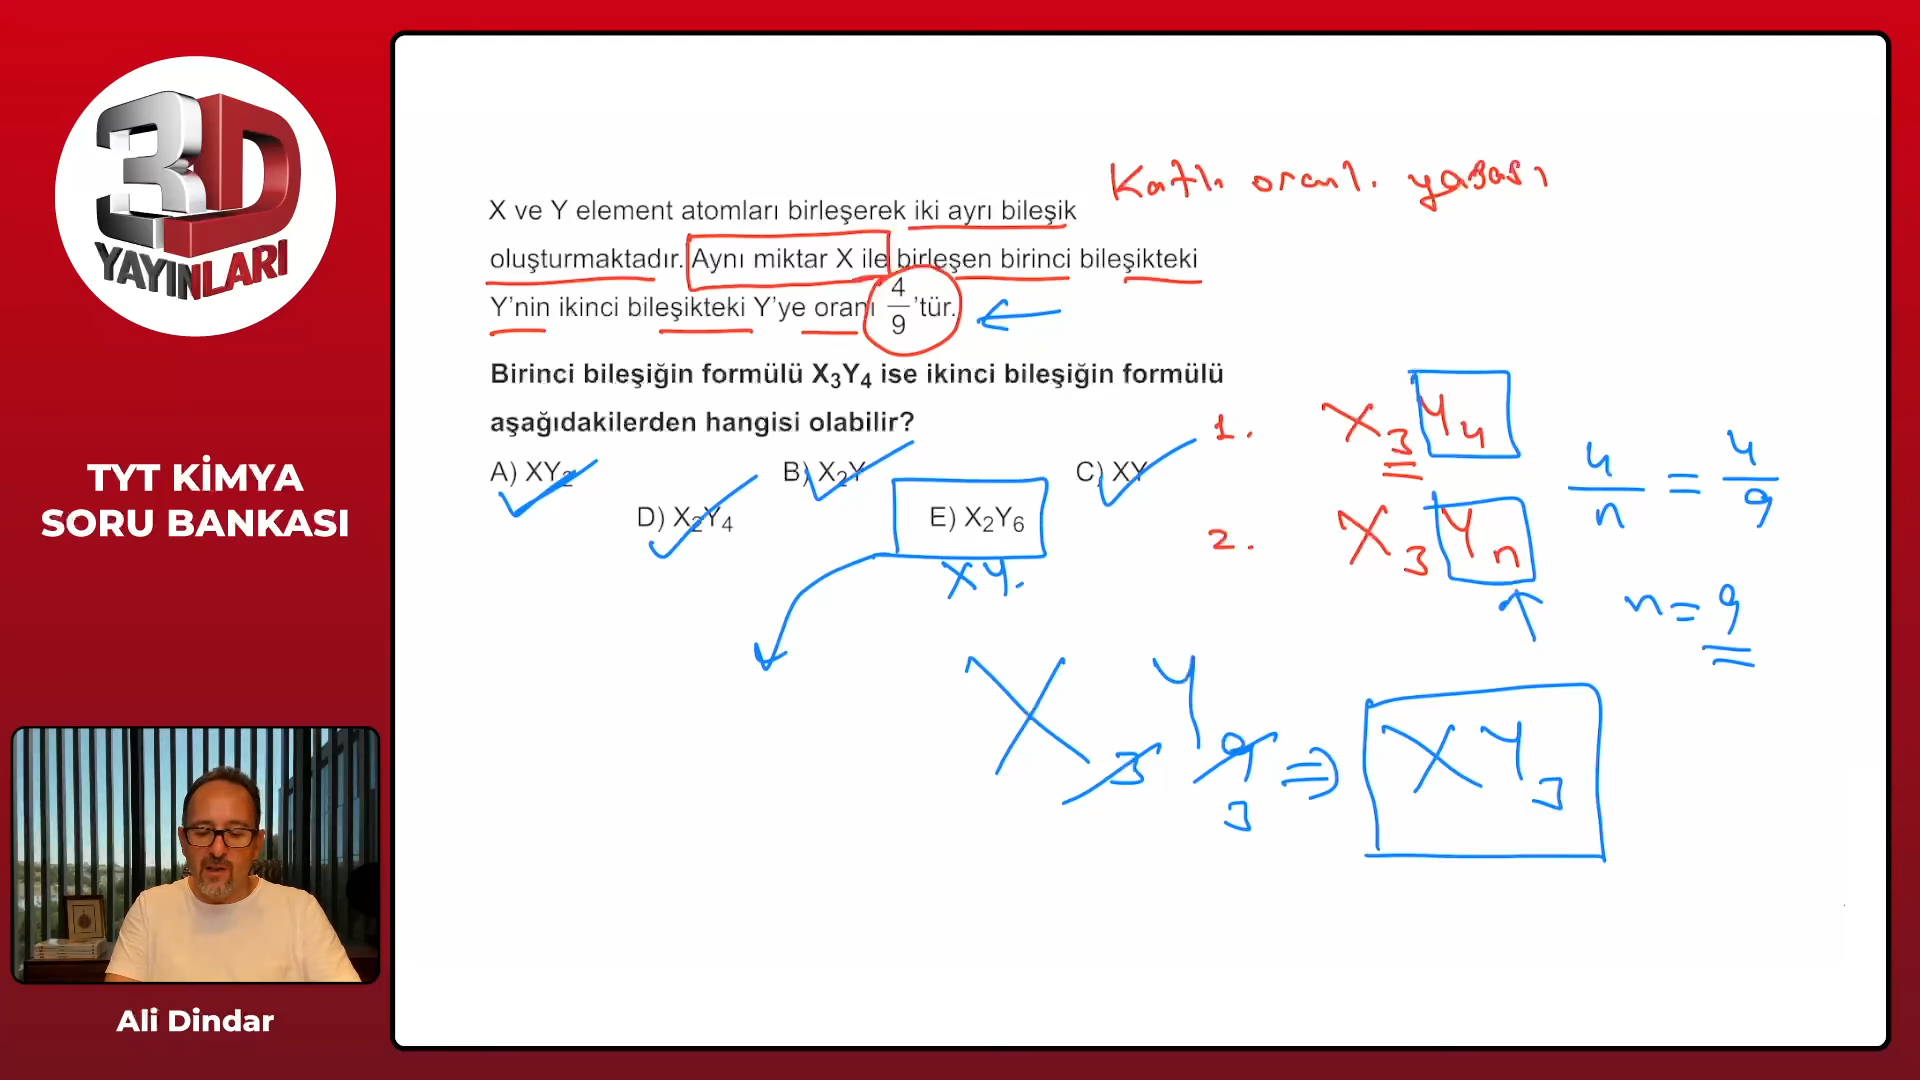 3D
YAYINLARI
TYT KİMYA
SORU BANKASI
Ali Dindar
Katlı oranl. yasası
X ve Y element atomları birleşerek iki ayrı bileşik
oluşturmaktadır. Aynı miktar X ile birleşen birinci bileşikteki
Y'nin ikinci bileşikteki Y'ye oranı 4/9'tür.
Birinci bileşiğin formülü X₃Y₄ ise ikinci bileşiğin formülü
aşağıdakilerden hangisi olabilir?
A) XY₂ B) X₂Y C) XY
D) X₂Y₄ E) X₂Y₆
1. X₃Y₄
2. X₃Yₙ
4/n = 4/9
n = 9
XY.
X₃Y₉ 3 ⇒ XY₃